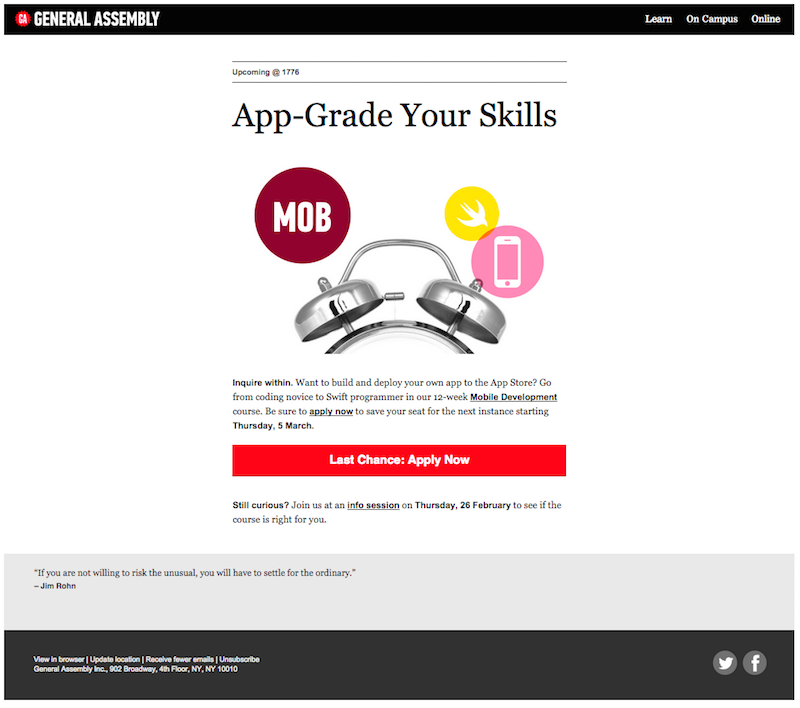 GA GENERAL ASSEMBLY
Learn On Campus Online
Upcoming @ 1776
App-Grade Your Skills
MOB
Inquire within. Want to build and deploy your own app to the App Store? Go
from coding novice to Swift programmer in our 12-week Mobile Development
course. Be sure to apply now to save your seat for the next instance starting
Thursday, 5 March.
Last Chance: Apply Now
Still curious? Join us at an info session on Thursday, 26 February to see if the
course is right for you.
“If you are not willing to risk the unusual, you will have to settle for the ordinary.”
– Jim Rohn
View in browser | Update location | Receive fewer emails | Unsubscribe
General Assembly Inc., 902 Broadway, 4th Floor, NY, NY 10010